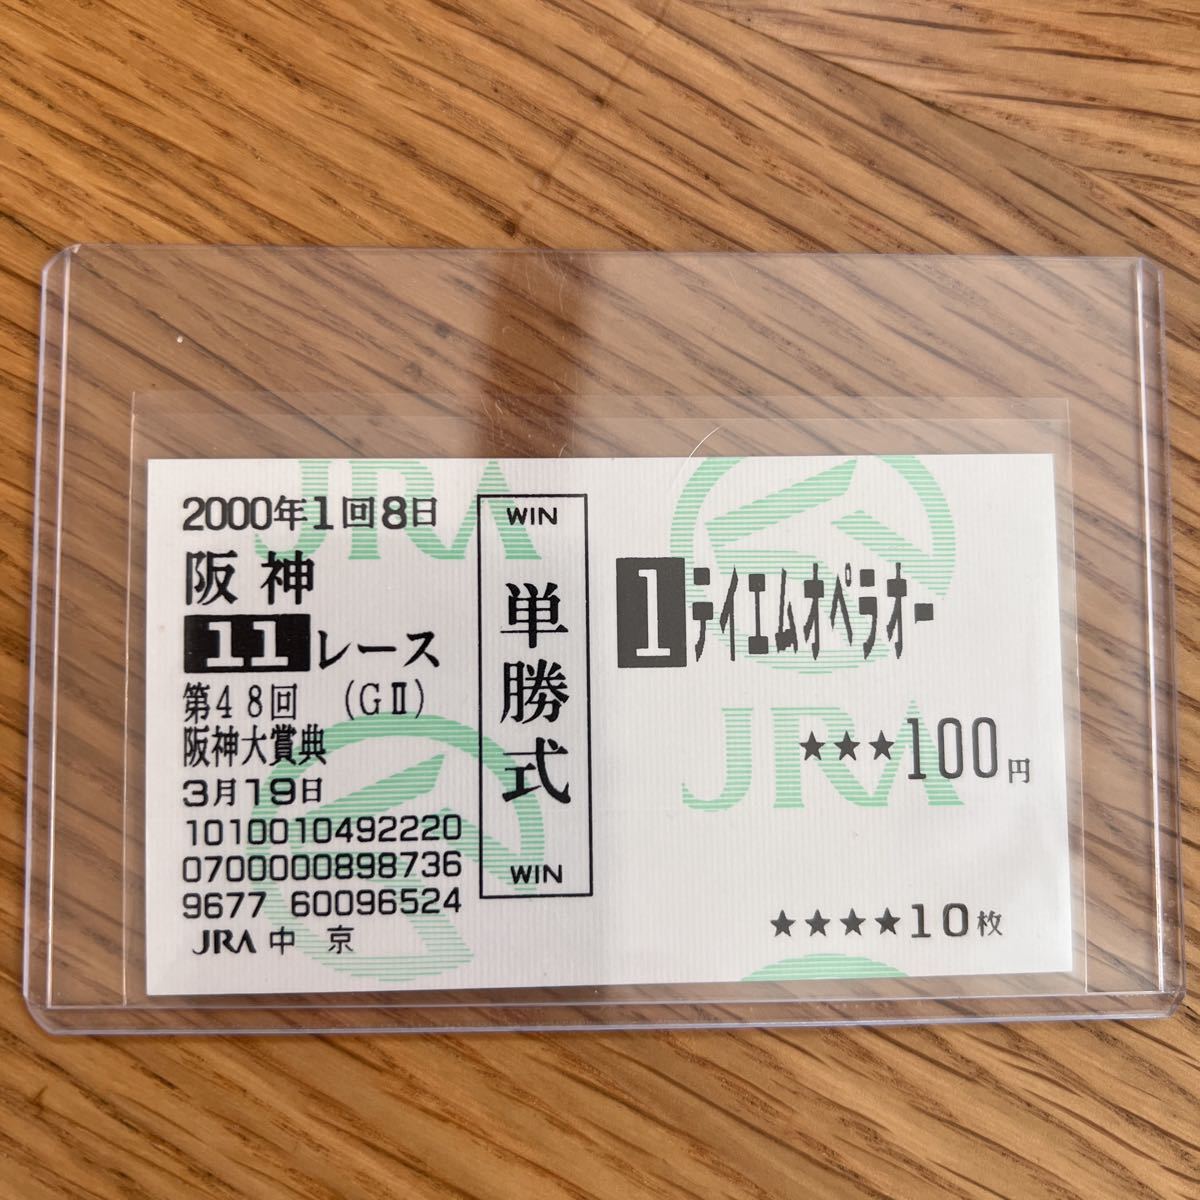 2000年1回8日
阪神
11レース
第48回 (GⅡ)
阪神大賞典
3月19日
1010010492220
0700000898736
9677 60096524
JRA 中京
WIN
単勝式
WIN
1 テイエムオペラオー
★★★100円
★★★★10枚
JRA
JRA